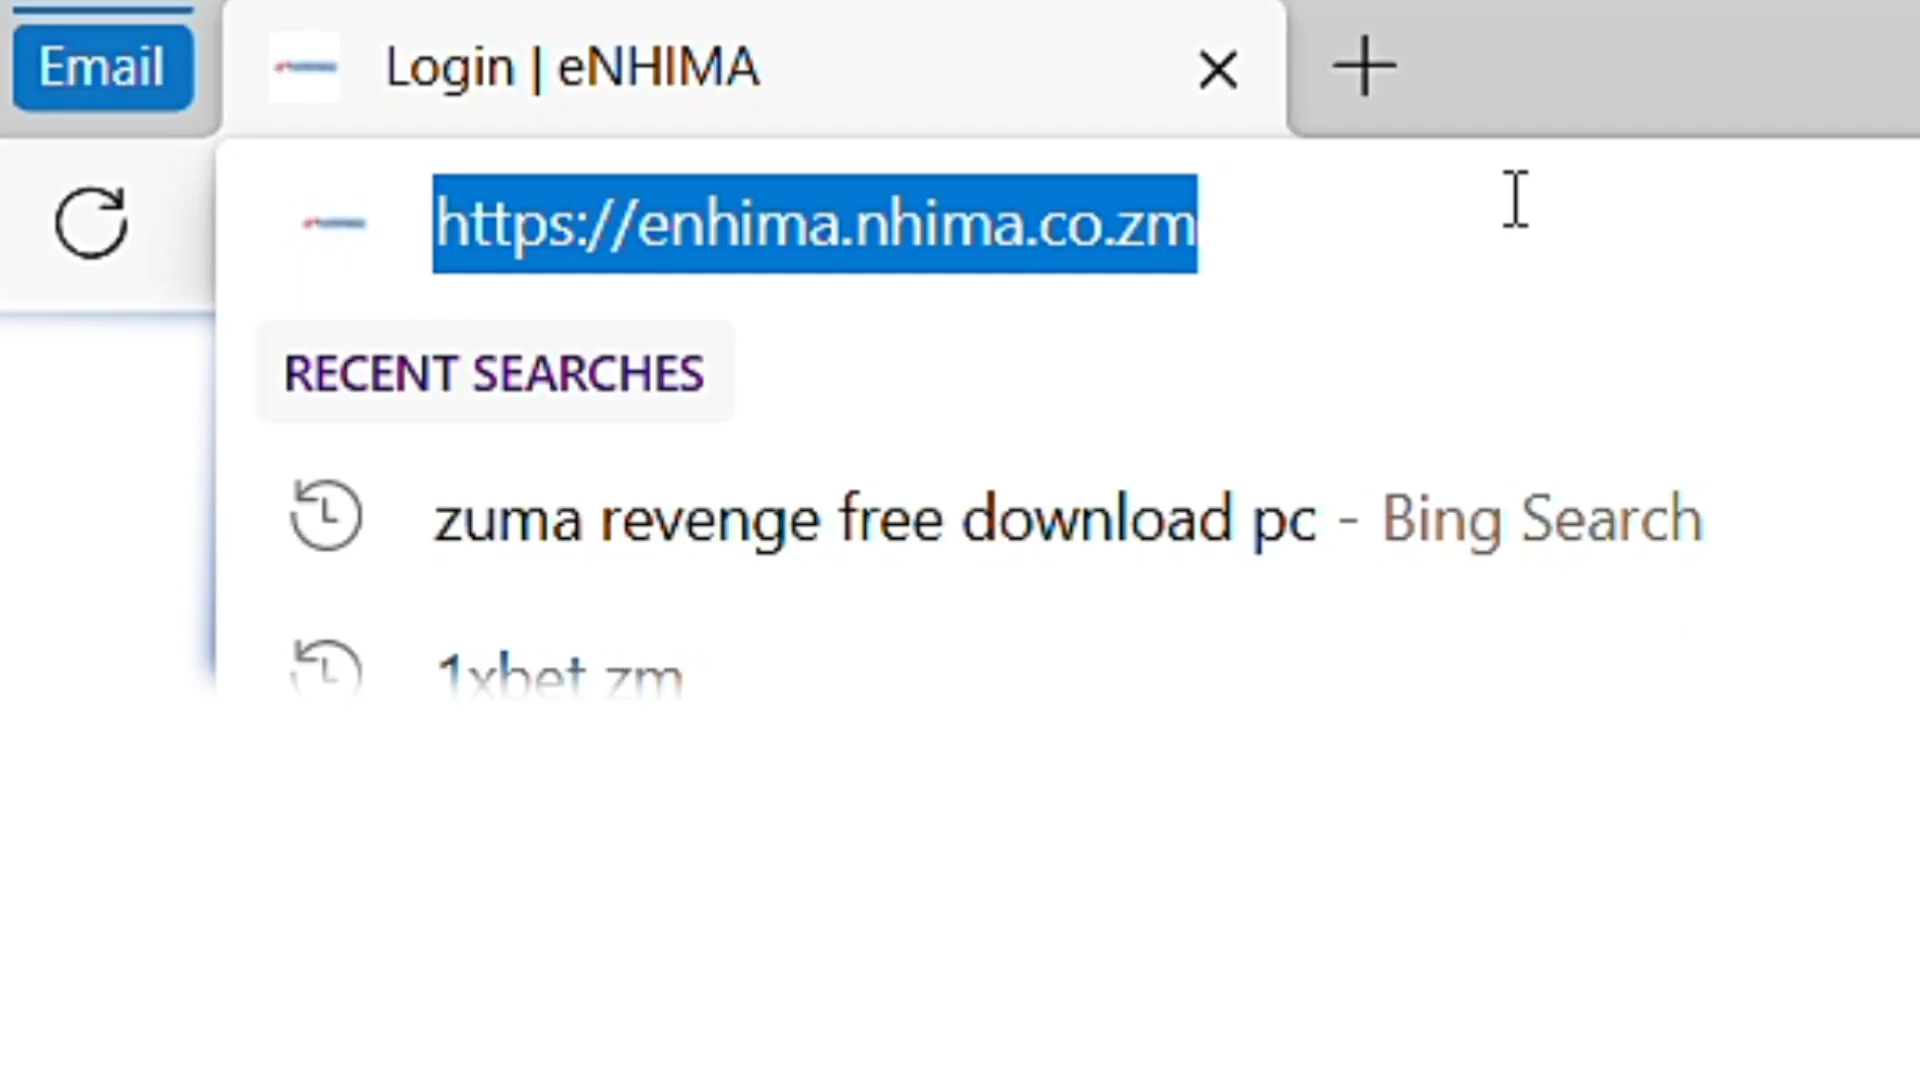 Email
Login | eNHIMA
https://enhima.nhima.co.zm
RECENT SEARCHES
zuma revenge free download pc - Bing Search
1xbet zm